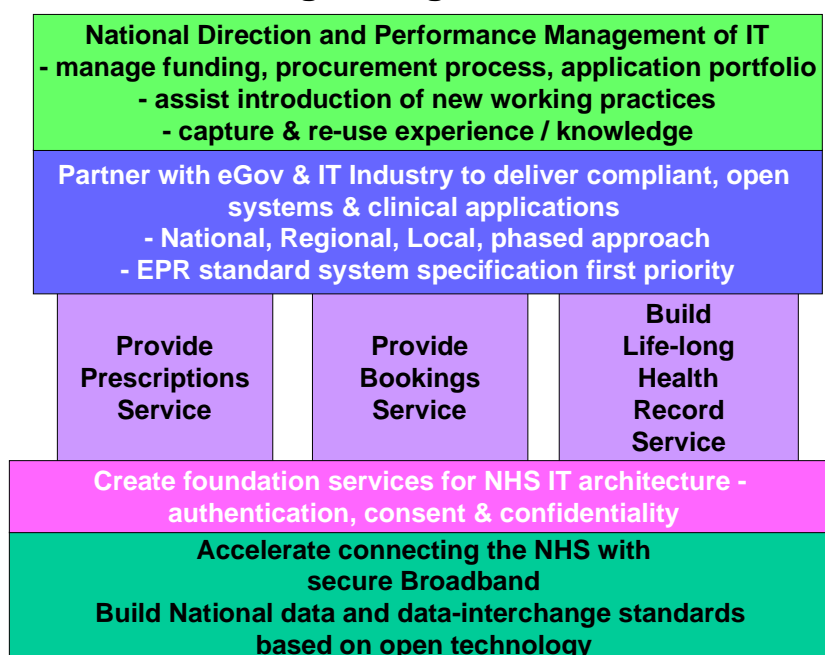 National Direction and Performance Management of IT
- manage funding, procurement process, application portfolio
- assist introduction of new working practices
- capture & re-use experience / knowledge
Partner with eGov & IT Industry to deliver compliant, open
systems & clinical applications
- National, Regional, Local, phased approach
- EPR standard system specification first priority
Provide
Prescriptions
Service
Provide
Bookings
Service
Build
Life-long
Health
Record
Service
Create foundation services for NHS IT architecture -
authentication, consent & confidentiality
Accelerate connecting the NHS with
secure Broadband
Build National data and data-interchange standards
based on open technology